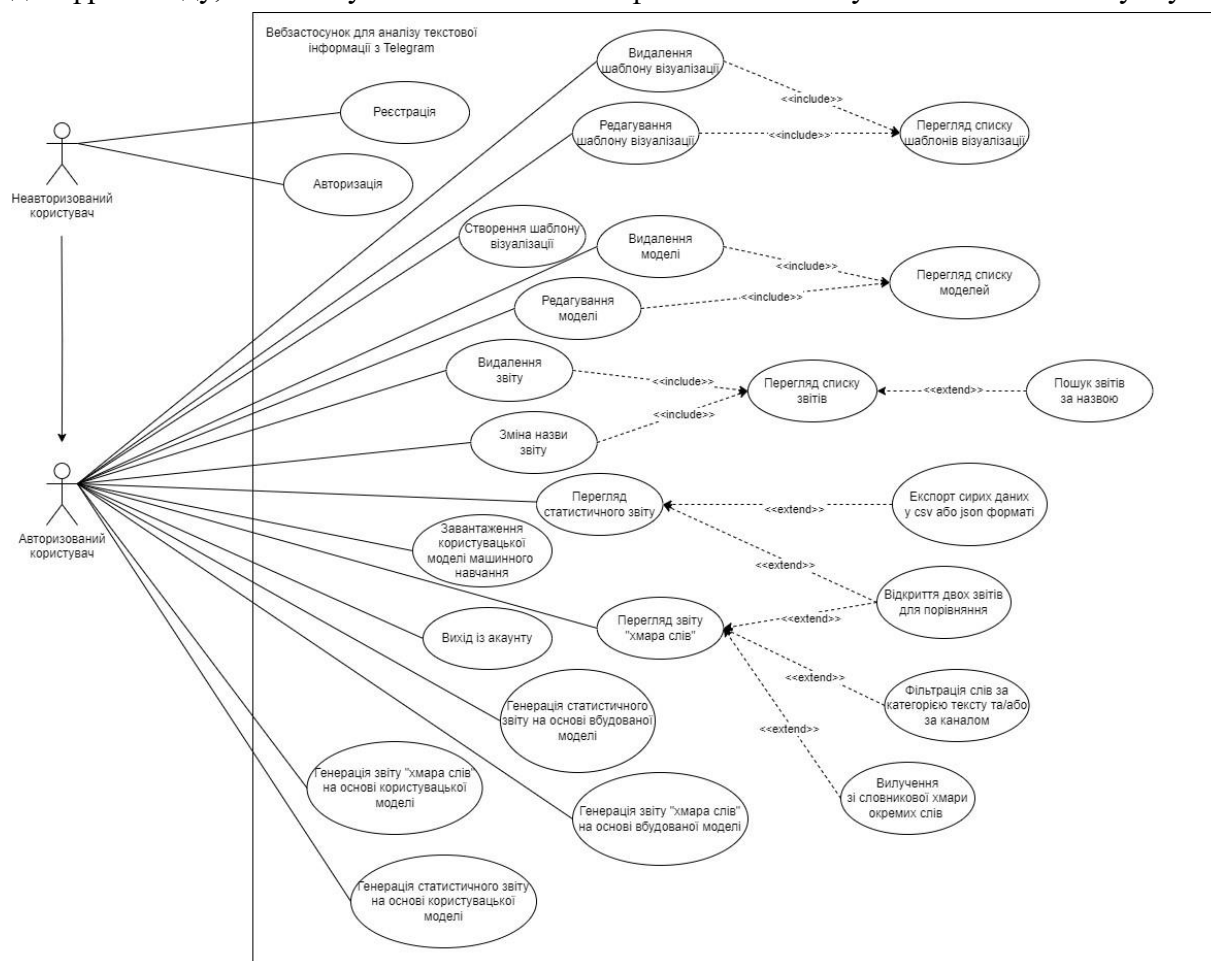 Вебзастосунок для аналізу текстової
інформації з Telegram
Видалення
шаблону візуалізації
<<include>>
Реєстрація
Редагування
шаблону візуалізації
<<include>>
Перегляд списку
шаблонів візуалізації
Авторизація
Неавторизований
користувач
Створення шаблону
візуалізації
Видалення
моделі
<<include>>
Перегляд списку
моделей
Редагування
моделі
<<include>>
Видалення
звіту
<<include>>
Перегляд списку
звітів
<<extend>>
Пошук звітів
за назвою
<<include>>
Зміна назви
звіту
Авторизований
користувач
Перегляд
статистичного звіту
<<extend>>
Експорт сирих даних
у csv або json форматі
Завантаження
користувацької
моделі машинного
навчання
<<extend>>
Відкриття двох звітів
для порівняння
Перегляд звіту
"хмара слів"
<<extend>>
Вихід із акаунту
<<extend>>
Фільтрація слів за
категорією тексту та/або
за каналом
Генерація статистичного
звіту на основі вбудованої
моделі
<<extend>>
Генерація звіту "хмара слів"
на основі користувацької
моделі
Вилучення
зі словникової хмари
окремих слів
Генерація звіту "хмара слів"
на основі вбудованої моделі
Генерація статистичного звіту
на основі користувацької
моделі